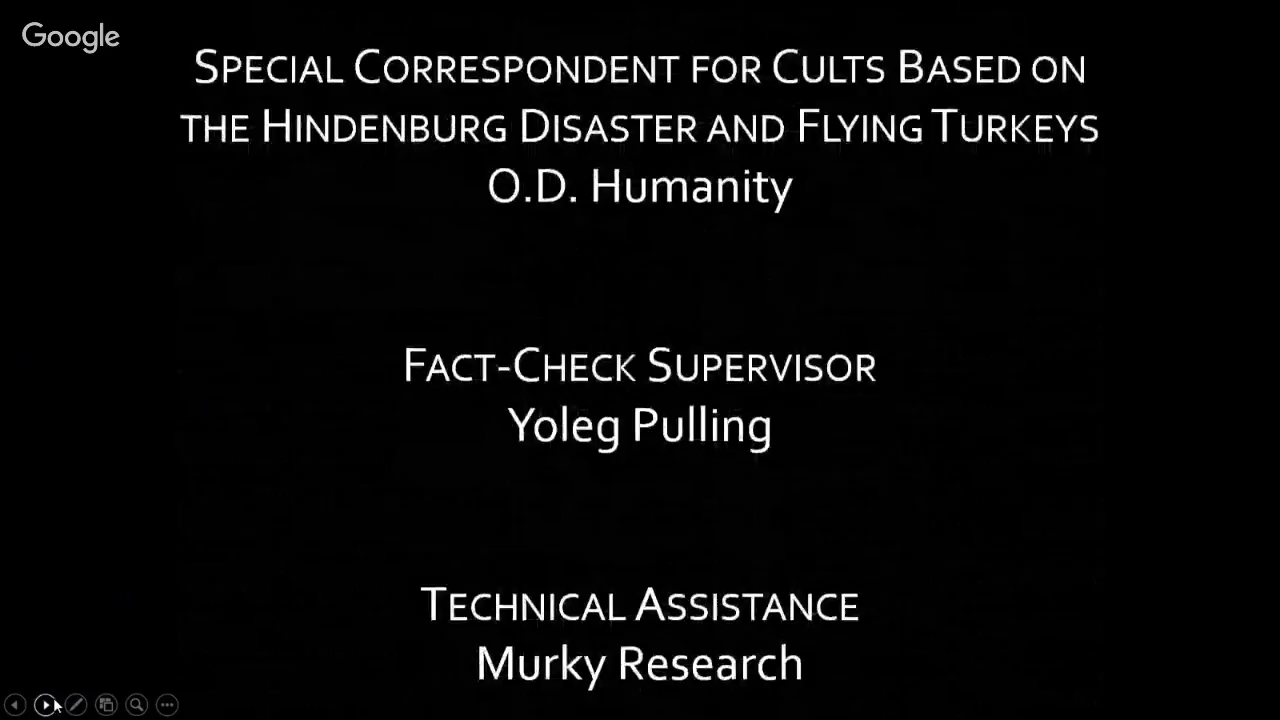 Google
Special Correspondent for Cults Based on
the Hindenburg Disaster and Flying Turkeys
O.D. Humanity
Fact-Check Supervisor
Yoleg Pulling
Technical Assistance
Murky Research